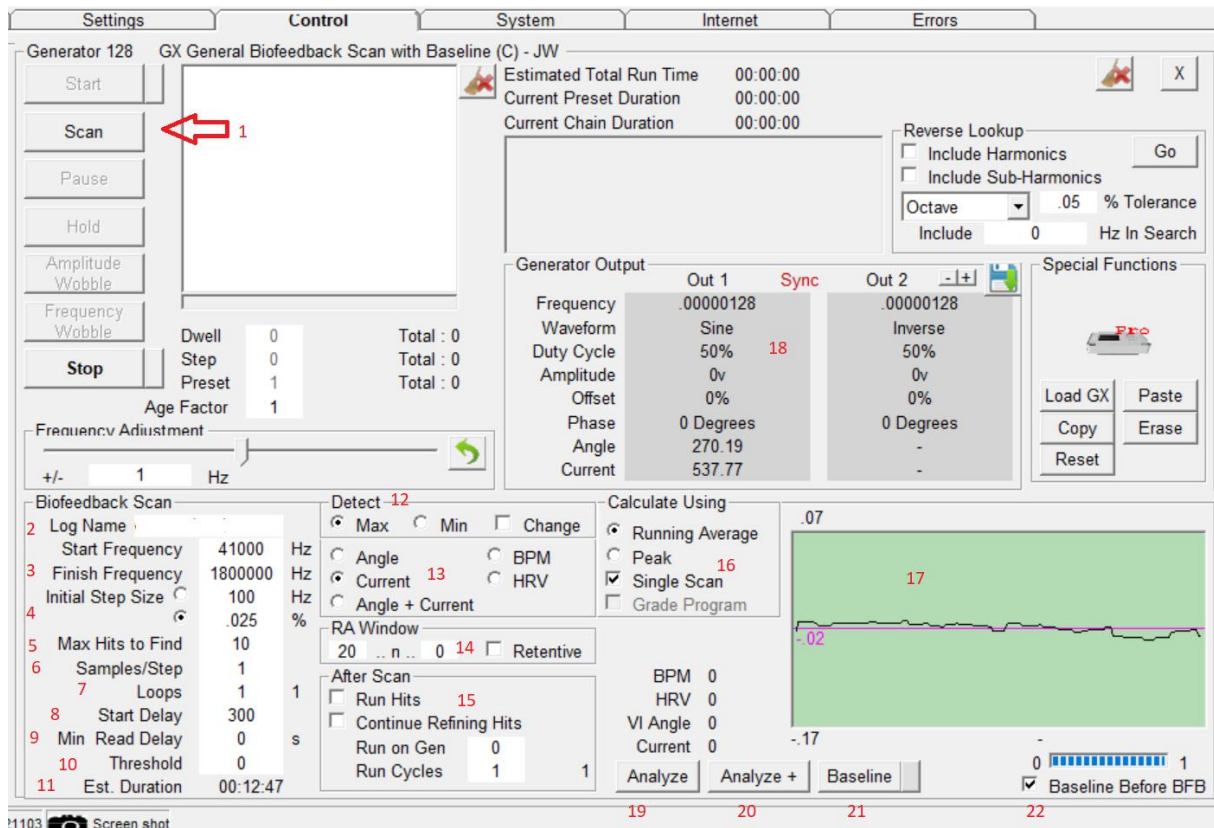 Settings Control System Internet Errors
Generator 128 GX General Biofeedback Scan with Baseline (C) - JW
Start
Scan 1
Pause
Hold
Amplitude
Wobble
Frequency
Wobble
Stop
Dwell 0 Total : 0
Step 0 Total : 0
Preset 1 Total : 0
Age Factor 1
Frequency Adjustment
+/- 1 Hz
Estimated Total Run Time 00:00:00
Current Preset Duration 00:00:00
Current Chain Duration 00:00:00
X
Reverse Lookup
Include Harmonics Go
Include Sub-Harmonics
Octave .05 % Tolerance
Include 0 Hz In Search
Generator Output
Out 1 Sync Out 2 - +
Frequency .00000128 .00000128
Waveform Sine Inverse
Duty Cycle 50% 18 50%
Amplitude 0v 0v
Offset 0% 0%
Phase 0 Degrees 0 Degrees
Angle 270.19 -
Current 537.77 -
Special Functions
Pro
Load GX Paste
Copy Erase
Reset
Biofeedback Scan
2 Log Name
Start Frequency 41000 Hz
3 Finish Frequency 1800000 Hz
Initial Step Size 100 Hz
4 .025 %
5 Max Hits to Find 10
6 Samples/Step 1
7 Loops 1 1
8 Start Delay 300
9 Min Read Delay 0 s
10 Threshold 0
11 Est. Duration 00:12:47
Detect 12
Max Min Change
Angle BPM
Current 13 HRV
Angle + Current
RA Window
20 .. n .. 0 14 Retentive
After Scan
Run Hits 15
Continue Refining Hits
Run on Gen 0
Run Cycles 1 1
Calculate Using
Running Average
Peak
Single Scan 16
Grade Program
BPM 0
HRV 0
VI Angle 0
Current 0
.07
17
-.02
-.17 -
0 1
Analyze Analyze + Baseline
Baseline Before BFB
19 20 21 22
21103 Screen shot